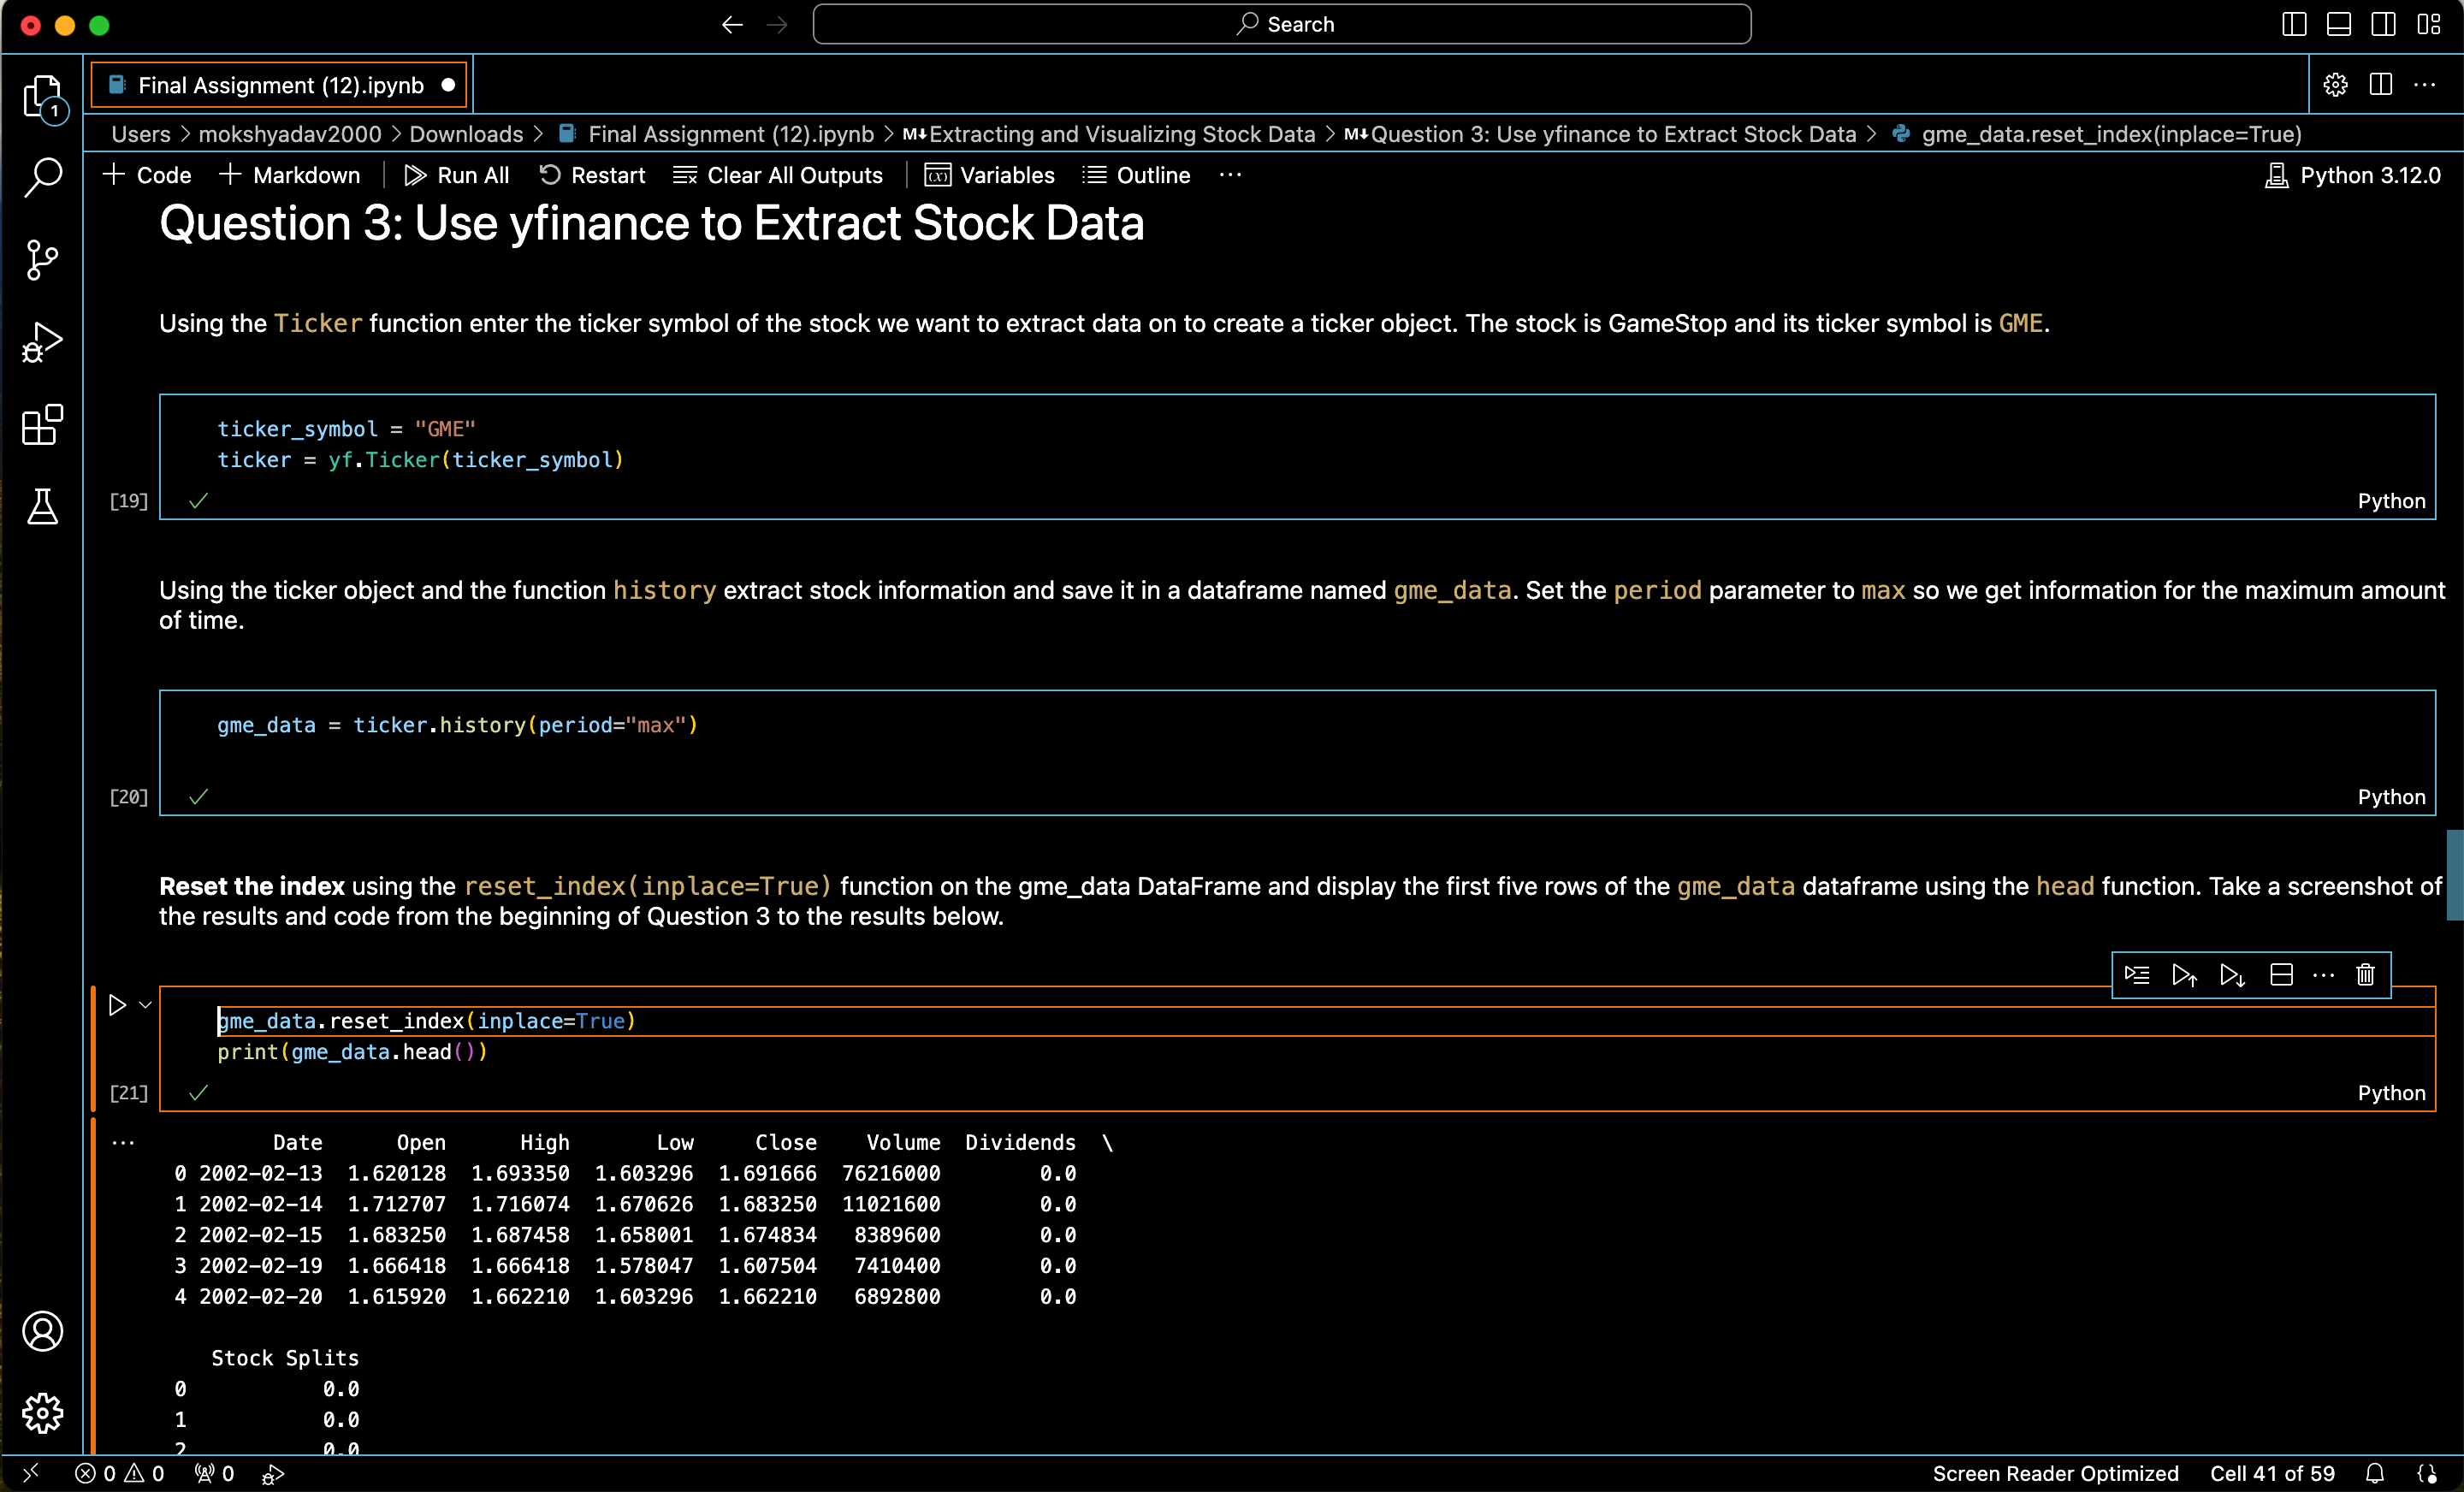 Search
Final Assignment (12).ipynb
1
Users > mokshyadav2000 > Downloads > Final Assignment (12).ipynb > M↓Extracting and Visualizing Stock Data > M↓Question 3: Use yfinance to Extract Stock Data > gme_data.reset_index(inplace=True)
+ Code + Markdown Run All Restart Clear All Outputs (x) Variables Outline ··· Python 3.12.0
Question 3: Use yfinance to Extract Stock Data
Using the Ticker function enter the ticker symbol of the stock we want to extract data on to create a ticker object. The stock is GameStop and its ticker symbol is GME.
ticker_symbol = "GME"
ticker = yf.Ticker(ticker_symbol)
[19] ✓ Python
Using the ticker object and the function history extract stock information and save it in a dataframe named gme_data. Set the period parameter to max so we get information for the maximum amount
of time.
gme_data = ticker.history(period="max")
[20] ✓ Python
Reset the index using the reset_index(inplace=True) function on the gme_data DataFrame and display the first five rows of the gme_data dataframe using the head function. Take a screenshot of
the results and code from the beginning of Question 3 to the results below.
gme_data.reset_index(inplace=True)
print(gme_data.head())
[21] ✓ Python
··· Date Open High Low Close Volume Dividends \
0 2002-02-13 1.620128 1.693350 1.603296 1.691666 76216000 0.0
1 2002-02-14 1.712707 1.716074 1.670626 1.683250 11021600 0.0
2 2002-02-15 1.683250 1.687458 1.658001 1.674834 8389600 0.0
3 2002-02-19 1.666418 1.666418 1.578047 1.607504 7410400 0.0
4 2002-02-20 1.615920 1.662210 1.603296 1.662210 6892800 0.0
Stock Splits
0 0.0
1 0.0
2 0.0
0 0 0 Screen Reader Optimized Cell 41 of 59